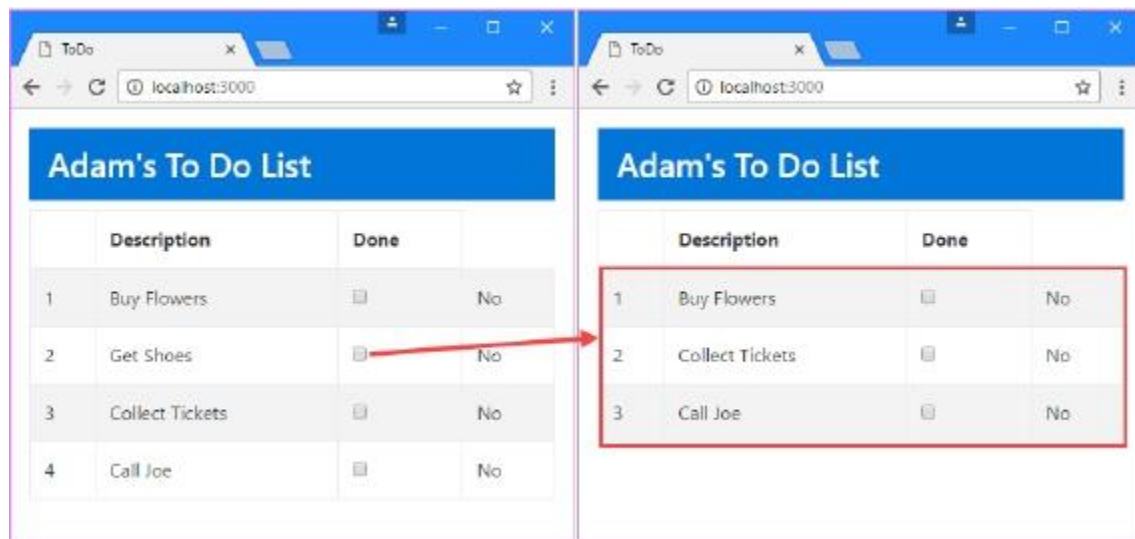 ToDo
localhost:3000
Adam's To Do List
Description Done
1 Buy Flowers No
2 Get Shoes No
3 Collect Tickets No
4 Call Joe No
ToDo
localhost:3000
Adam's To Do List
Description Done
1 Buy Flowers No
2 Collect Tickets No
3 Call Joe No